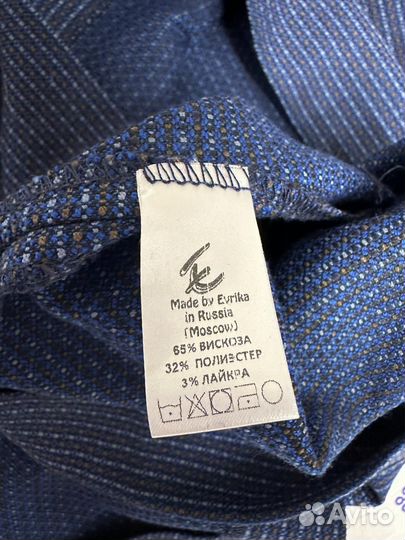 Made by Evrika
in Russia
(Moscow)
65% ВИСКОЗА
32% ПОЛИЭСТЕР
3% ЛАЙКРА
Avito